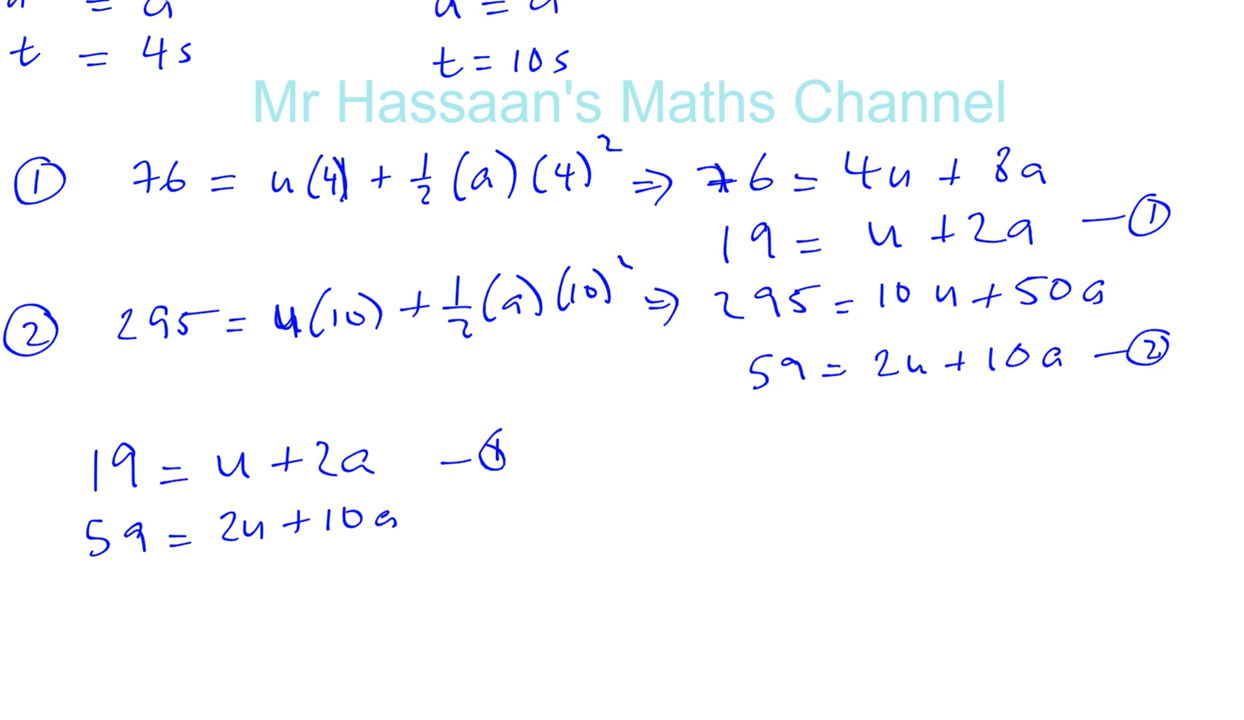 t = 4s
t = 10s
Mr Hassaan's Maths Channel
① 76 = u(4) + ½(a)(4)² ⇒ 76 = 4u + 8a
19 = u + 2a — ①
② 295 = u(10) + ½(a)(10)² ⇒ 295 = 10u + 50a
59 = 2u + 10a — ②
19 = u + 2a — ①
59 = 2u + 10a